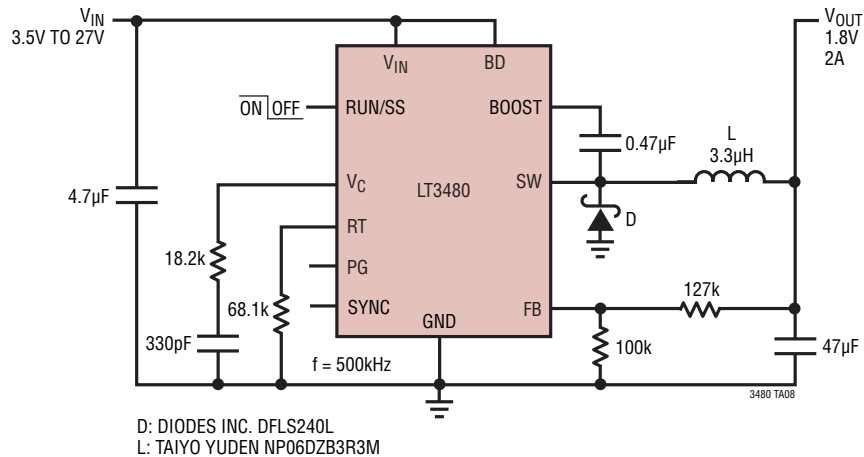 VIN
3.5V TO 27V
VOUT
1.8V
2A
VIN
BD
ON OFF
RUN/SS
BOOST
0.47µF
L
3.3µH
4.7µF
VC
LT3480
SW
D
RT
18.2k
PG
68.1k
127k
SYNC
FB
GND
330pF
f = 500kHz
100k
47µF
3480 TA08
D: DIODES INC. DFLS240L
L: TAIYO YUDEN NP06DZB3R3M